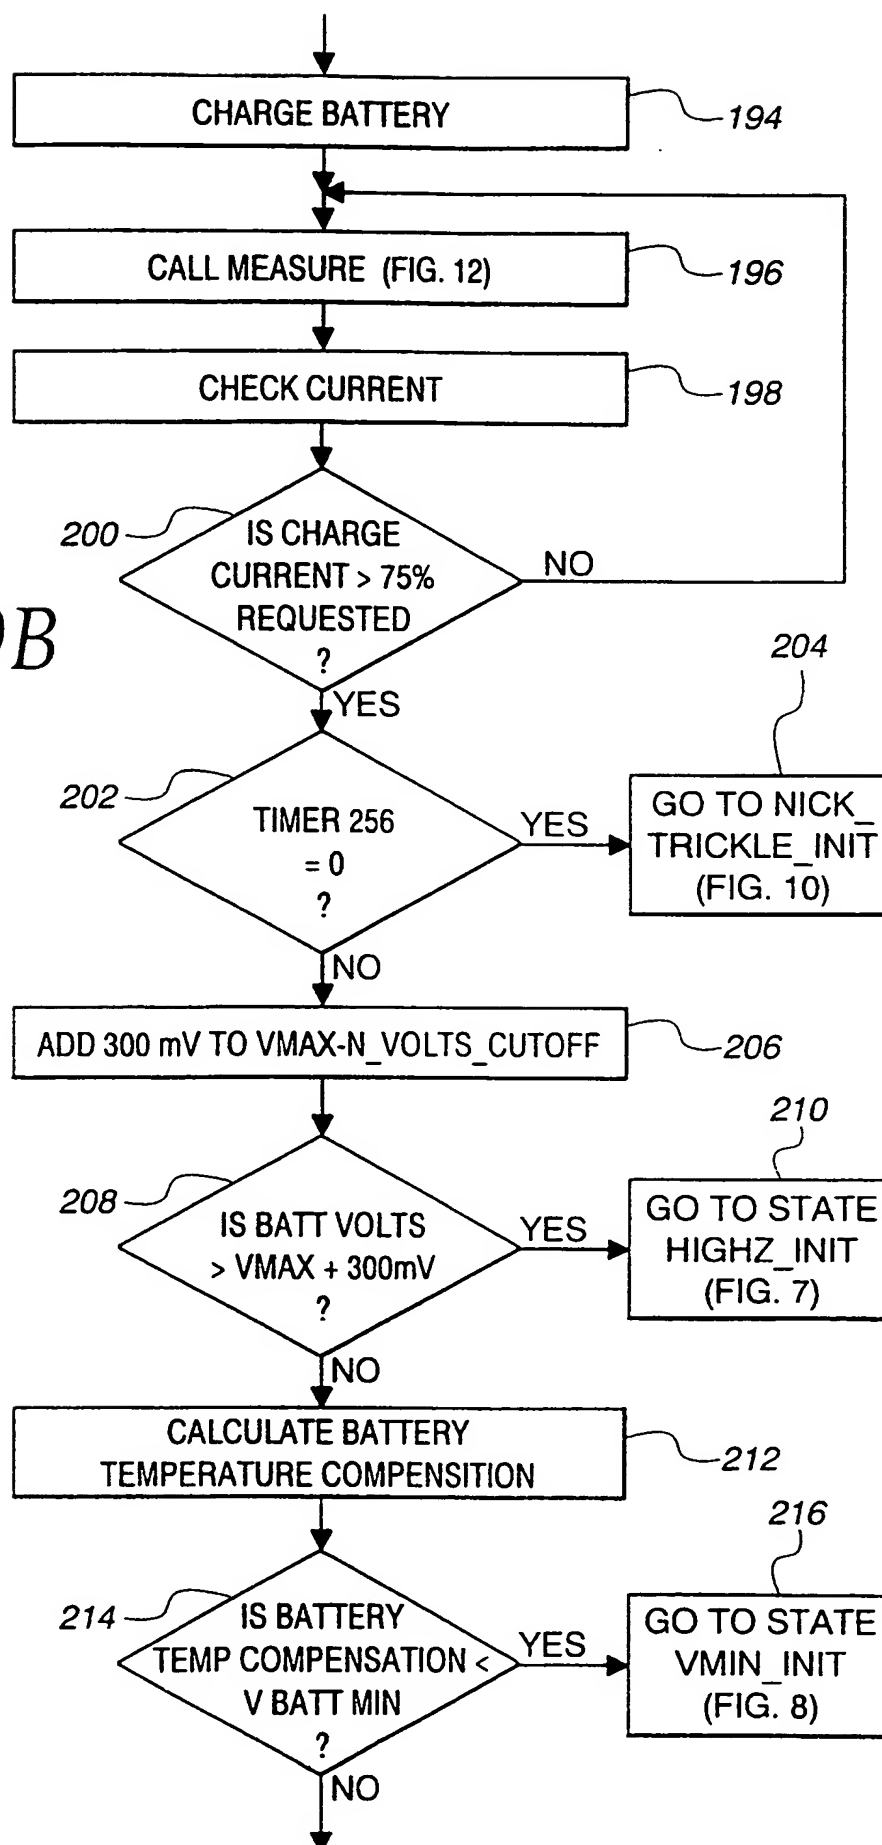 CHARGE BATTERY
194
CALL MEASURE (FIG. 12)
196
CHECK CURRENT
198
200
IS CHARGE
CURRENT > 75%
REQUESTED
?
NO
YES
B
204
202
TIMER 256
= 0
?
YES
GO TO NICK_
TRICKLE_INIT
(FIG. 10)
NO
ADD 300 mV TO VMAX-N_VOLTS_CUTOFF
206
210
208
IS BATT VOLTS
> VMAX + 300mV
?
YES
GO TO STATE
HIGHZ_INIT
(FIG. 7)
NO
CALCULATE BATTERY
TEMPERATURE COMPENSITION
212
216
214
IS BATTERY
TEMP COMPENSATION <
V BATT MIN
?
YES
GO TO STATE
VMIN_INIT
(FIG. 8)
NO